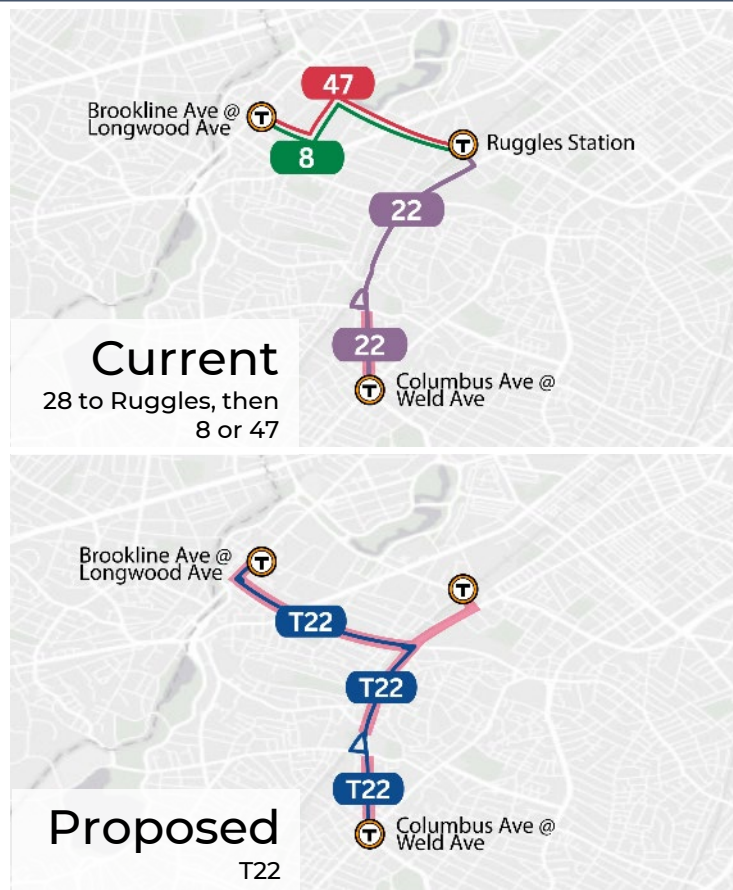 47
Brookline Ave @
Longwood Ave
T
8
T
Ruggles Station
22
22
Current
28 to Ruggles, then
8 or 47
T
Columbus Ave @
Weld Ave
Brookline Ave @
Longwood Ave
T
T
T22
T22
T22
Proposed
T22
T
Columbus Ave @
Weld Ave